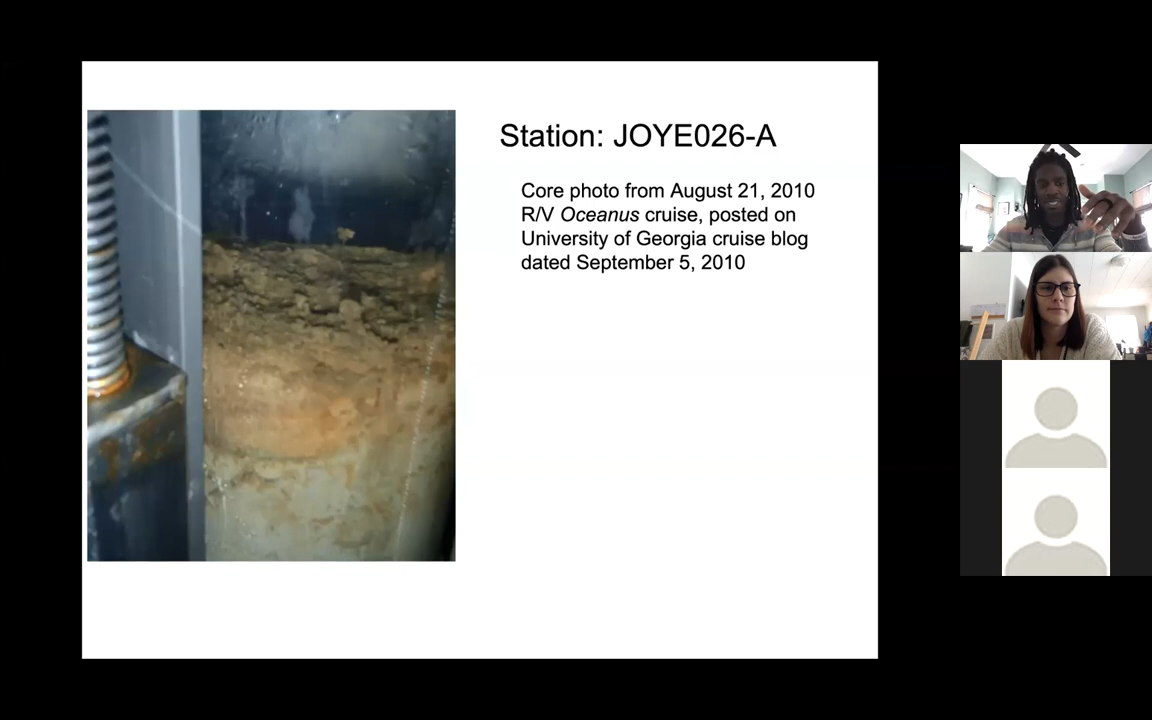 Station: JOYE026-A
Core photo from August 21, 2010
R/V Oceanus cruise, posted on
University of Georgia cruise blog
dated September 5, 2010